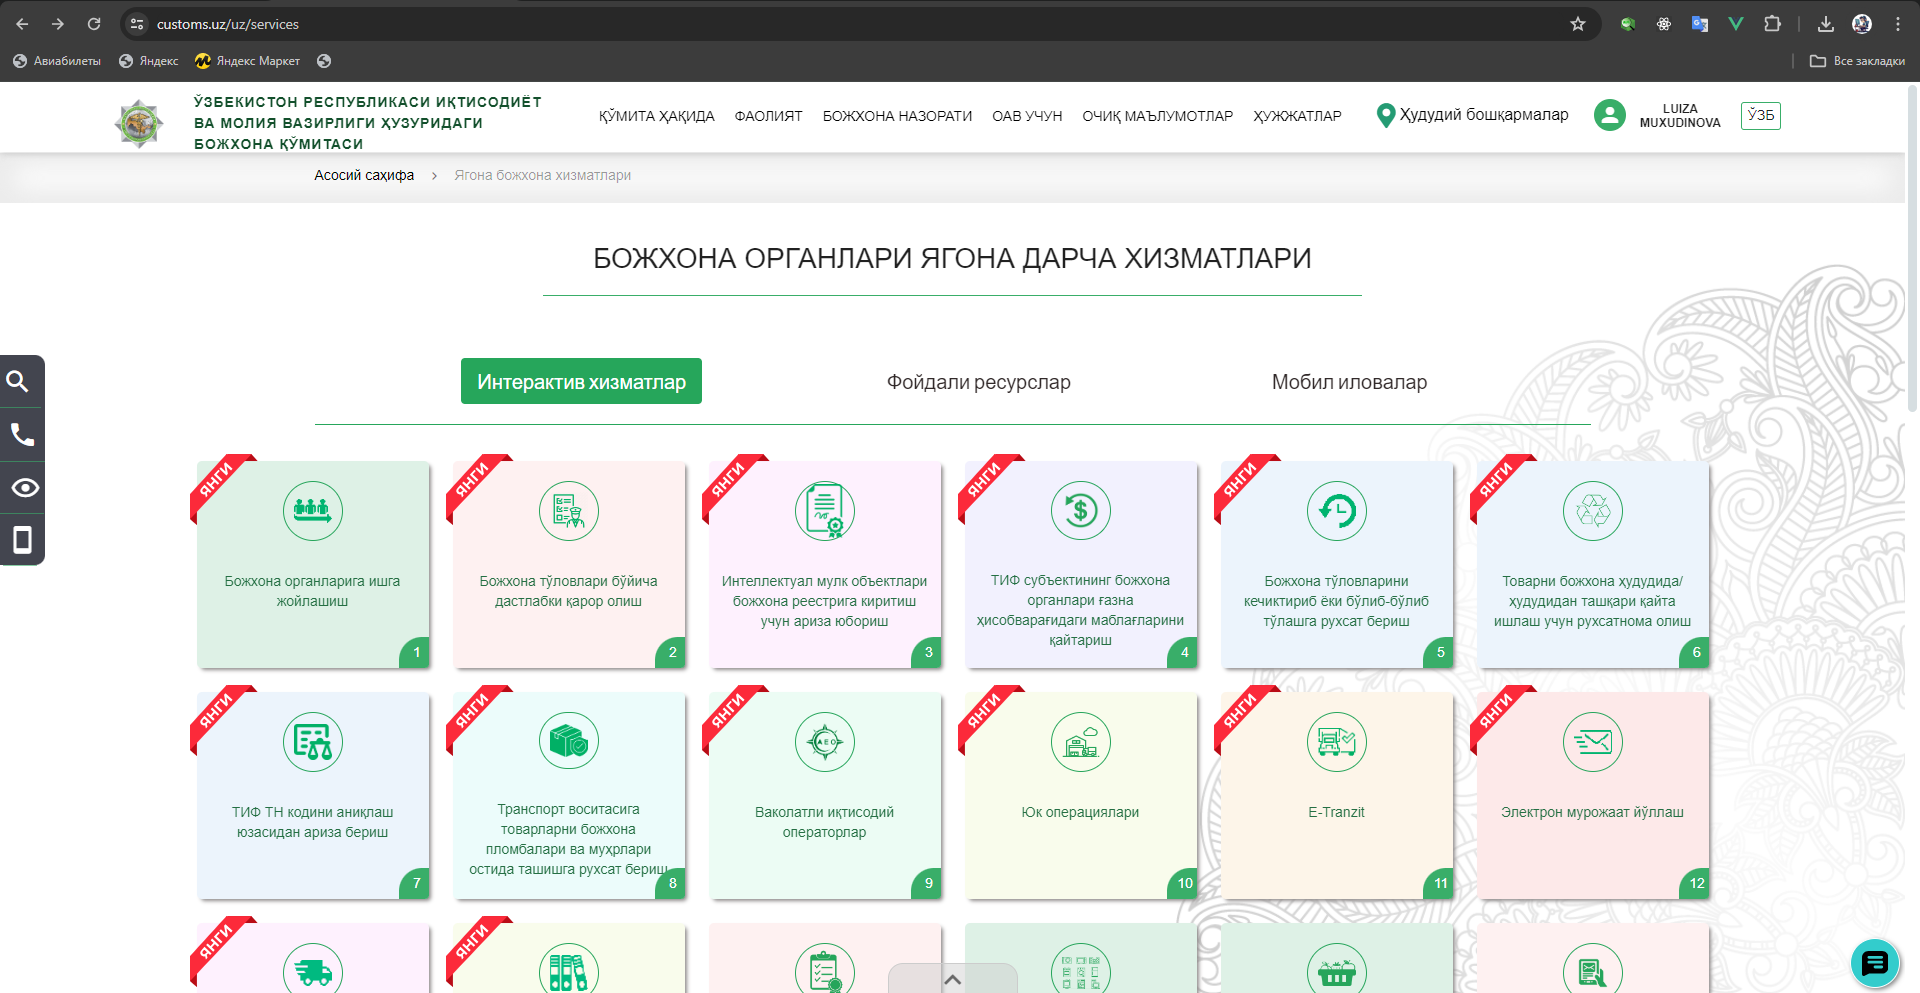 customs.uz/uz/services
Авиабилеты
Яндекс
Яндекс Маркет
Все закладки
ЎЗБЕКИСТОН РЕСПУБЛИКАСИ ИҚТИСОДИЁТ
ВА МОЛИЯ ВАЗИРЛИГИ ҲУЗУРИДАГИ
БОЖХОНА ҚЎМИТАСИ
ҚЎМИТА ҲАҚИДА
ФАОЛИЯТ
БОЖХОНА НАЗОРАТИ
ОАВ УЧУН
ОЧИҚ МАЪЛУМОТЛАР
ҲУЖЖАТЛАР
Ҳудудий бошқармалар
LUIZA
MUXUDINOVA
ЎЗБ
Асосий саҳифа
Ягона божхона хизматлари
БОЖХОНА ОРГАНЛАРИ ЯГОНА ДАРЧА ХИЗМАТЛАРИ
Интерактив хизматлар
Фойдали ресурслар
Мобил иловалар
ЯНГИ
Божхона органларига ишга
жойлашиш
1
ЯНГИ
Божхона тўловлари бўйича
дастлабки қарор олиш
2
ЯНГИ
Интеллектуал мулк объектлари
божхона реестрига киритиш
учун ариза юбориш
3
ЯНГИ
ТИФ субъектининг божхона
органлари ғазна
ҳисобварағидаги маблағларини
қайтариш
4
ЯНГИ
Божхона тўловларини
кечиктириб ёки бўлиб-бўлиб
тўлашга рухсат бериш
5
ЯНГИ
Товарни божхона ҳудудида/
ҳудудидан ташқари қайта
ишлаш учун рухсатнома олиш
6
ЯНГИ
ТИФ ТН кодини аниқлаш
юзасидан ариза бериш
7
ЯНГИ
Транспорт воситасига
товарларни божхона
пломбалари ва муҳрлари
остида ташишга рухсат бериш
8
ЯНГИ
AEO
Ваколатли иқтисодий
операторлар
9
ЯНГИ
Юк операциялари
10
ЯНГИ
E-Tranzit
11
ЯНГИ
Электрон мурожаат йўллаш
12
ЯНГИ
ЯНГИ